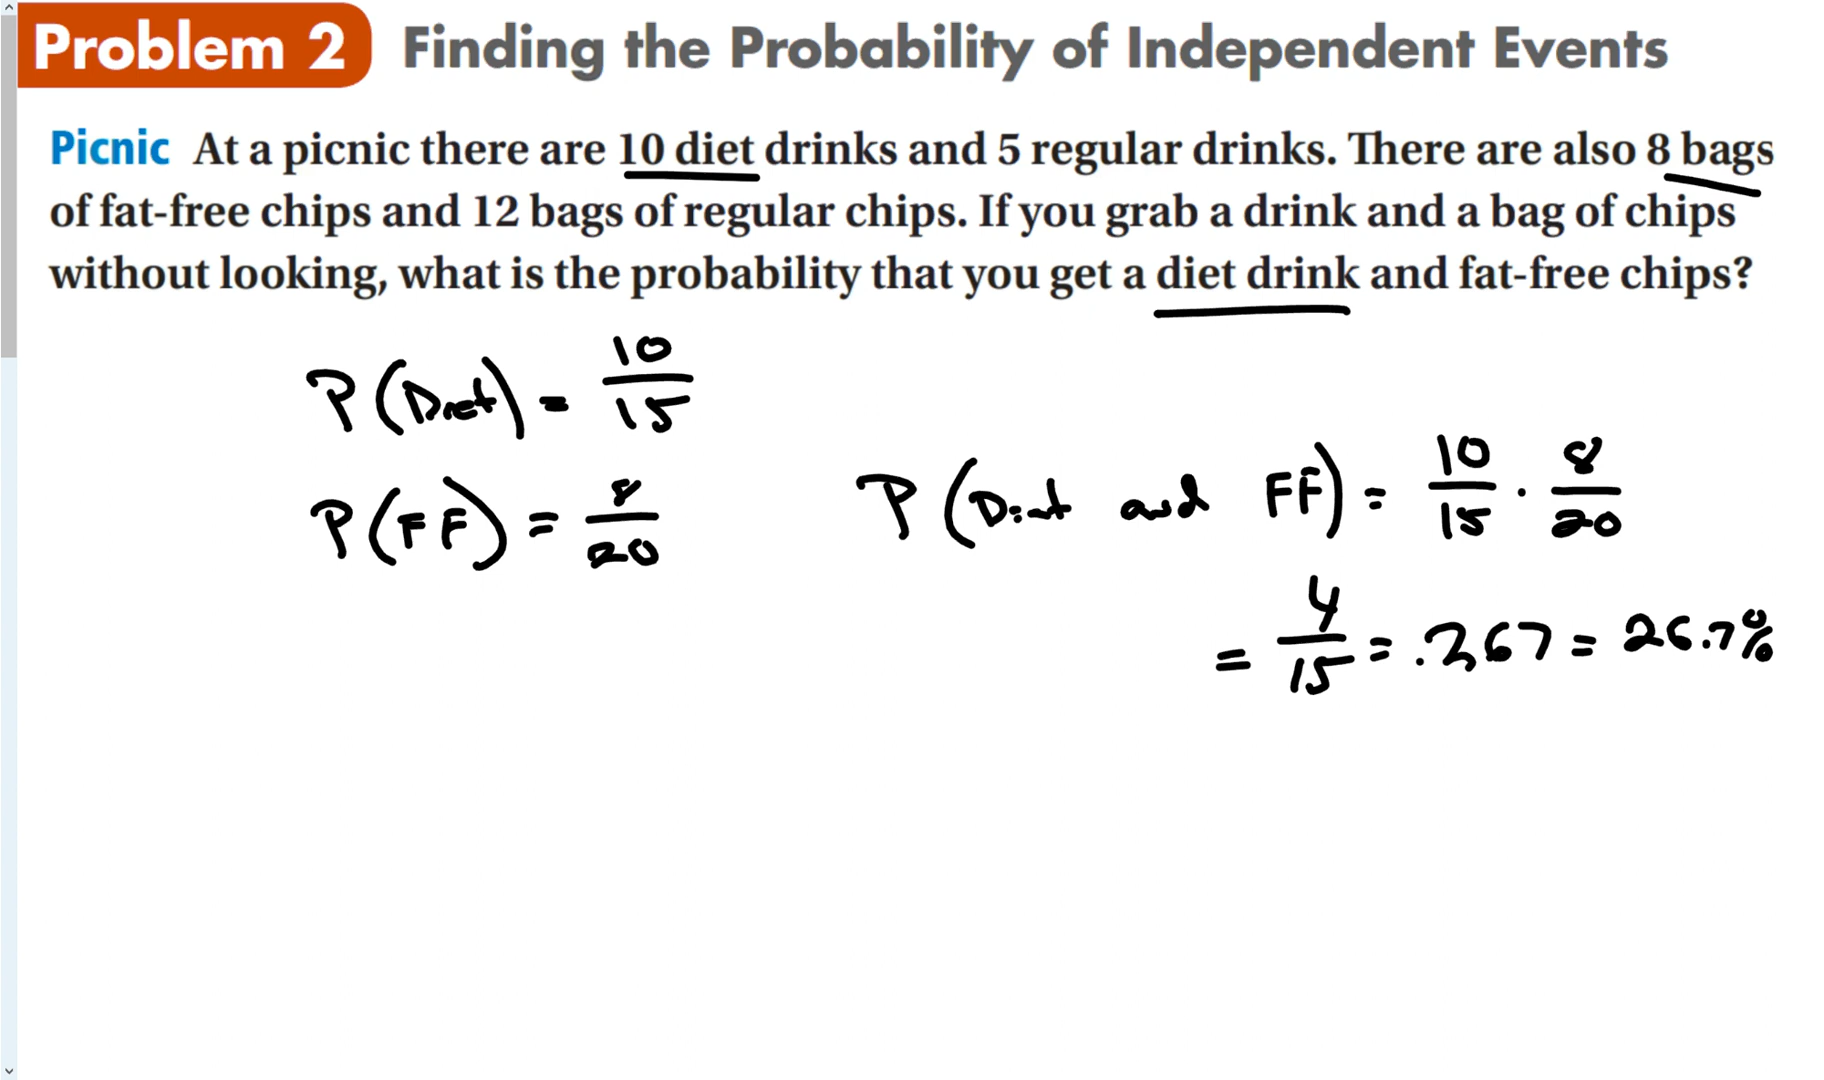 Problem 2 Finding the Probability of Independent Events
Picnic At a picnic there are 10 diet drinks and 5 regular drinks. There are also 8 bags
of fat-free chips and 12 bags of regular chips. If you grab a drink and a bag of chips
without looking, what is the probability that you get a diet drink and fat-free chips?
P(Diet) = 10/15
P(FF) = 8/20
P(Diet and FF) = 10/15 · 8/20
= 4/15 = .267 = 26.7%